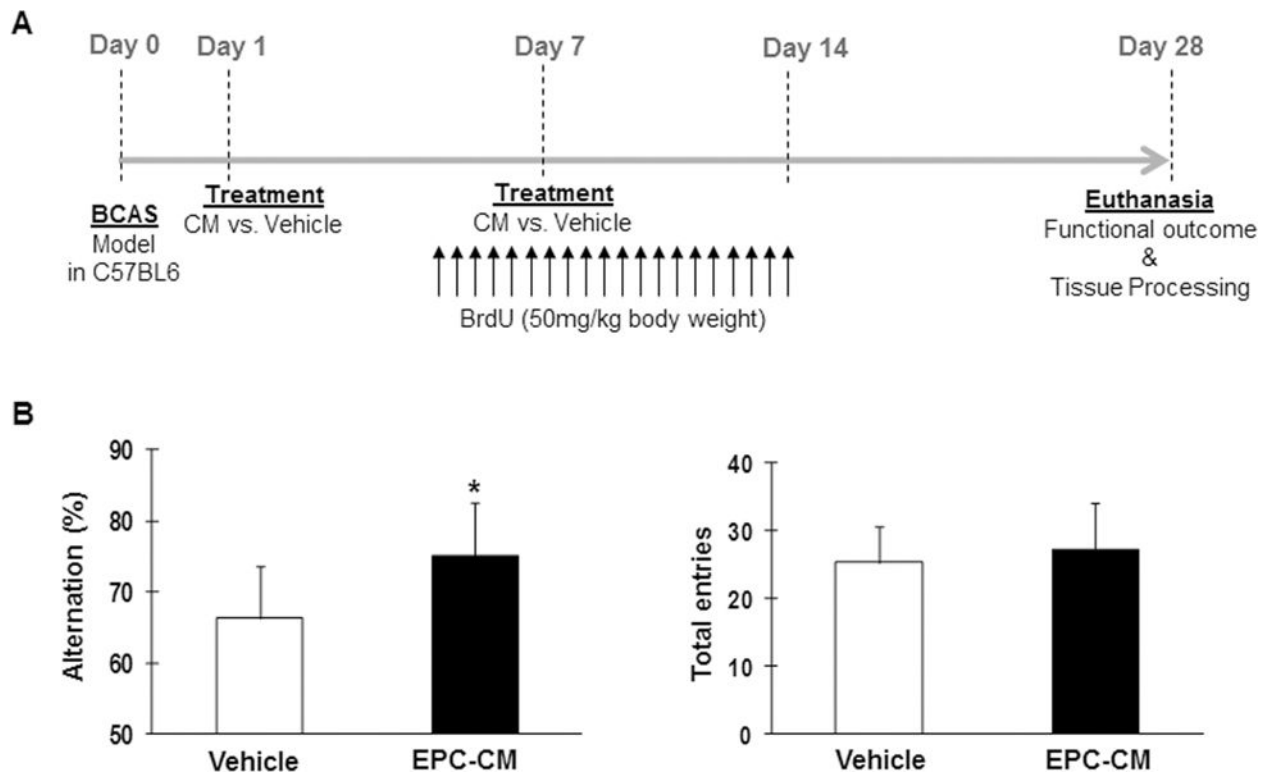 A
Day 0 Day 1 Day 7 Day 14 Day 28
BCAS
Model
in C57BL6
Treatment
CM vs. Vehicle
Treatment
CM vs. Vehicle
BrdU (50mg/kg body weight)
Euthanasia
Functional outcome
&
Tissue Processing
B
Alternation (%)
90
80
70
60
50
*
Vehicle EPC-CM
Total entries
40
30
20
10
0
Vehicle EPC-CM